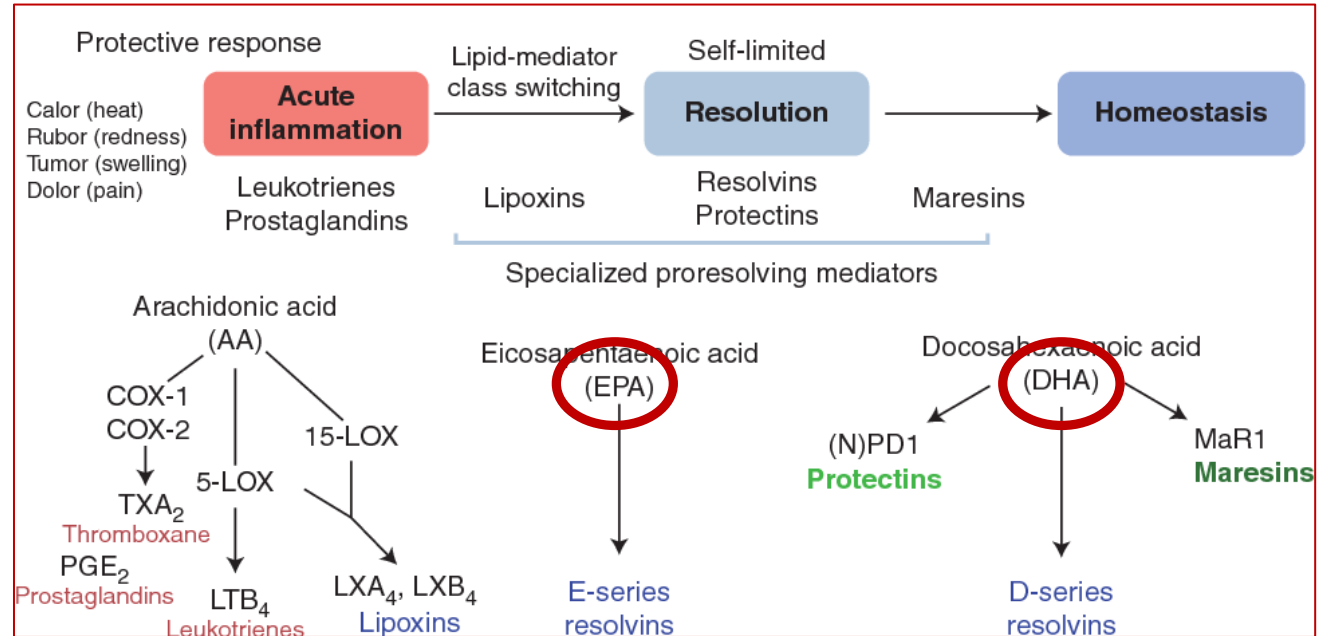 Protective response
Calor (heat)
Rubor (redness)
Tumor (swelling)
Dolor (pain)
Acute
inflammation
Leukotrienes
Prostaglandins
Lipid-mediator
class switching
Lipoxins
Self-limited
Resolution
Resolvins
Protectins
Homeostasis
Maresins
Specialized proresolving mediators
Arachidonic acid
(AA)
COX-1
COX-2
TXA2
Thromboxane
PGE2
Prostaglandins
5-LOX
LTB4
Leukotrienes
15-LOX
LXA4, LXB4
Lipoxins
Eicosapentaenoic acid
(EPA)
E-series
resolvins
Docosahexaenoic acid
(DHA)
(N)PD1
Protectins
D-series
resolvins
MaR1
Maresins